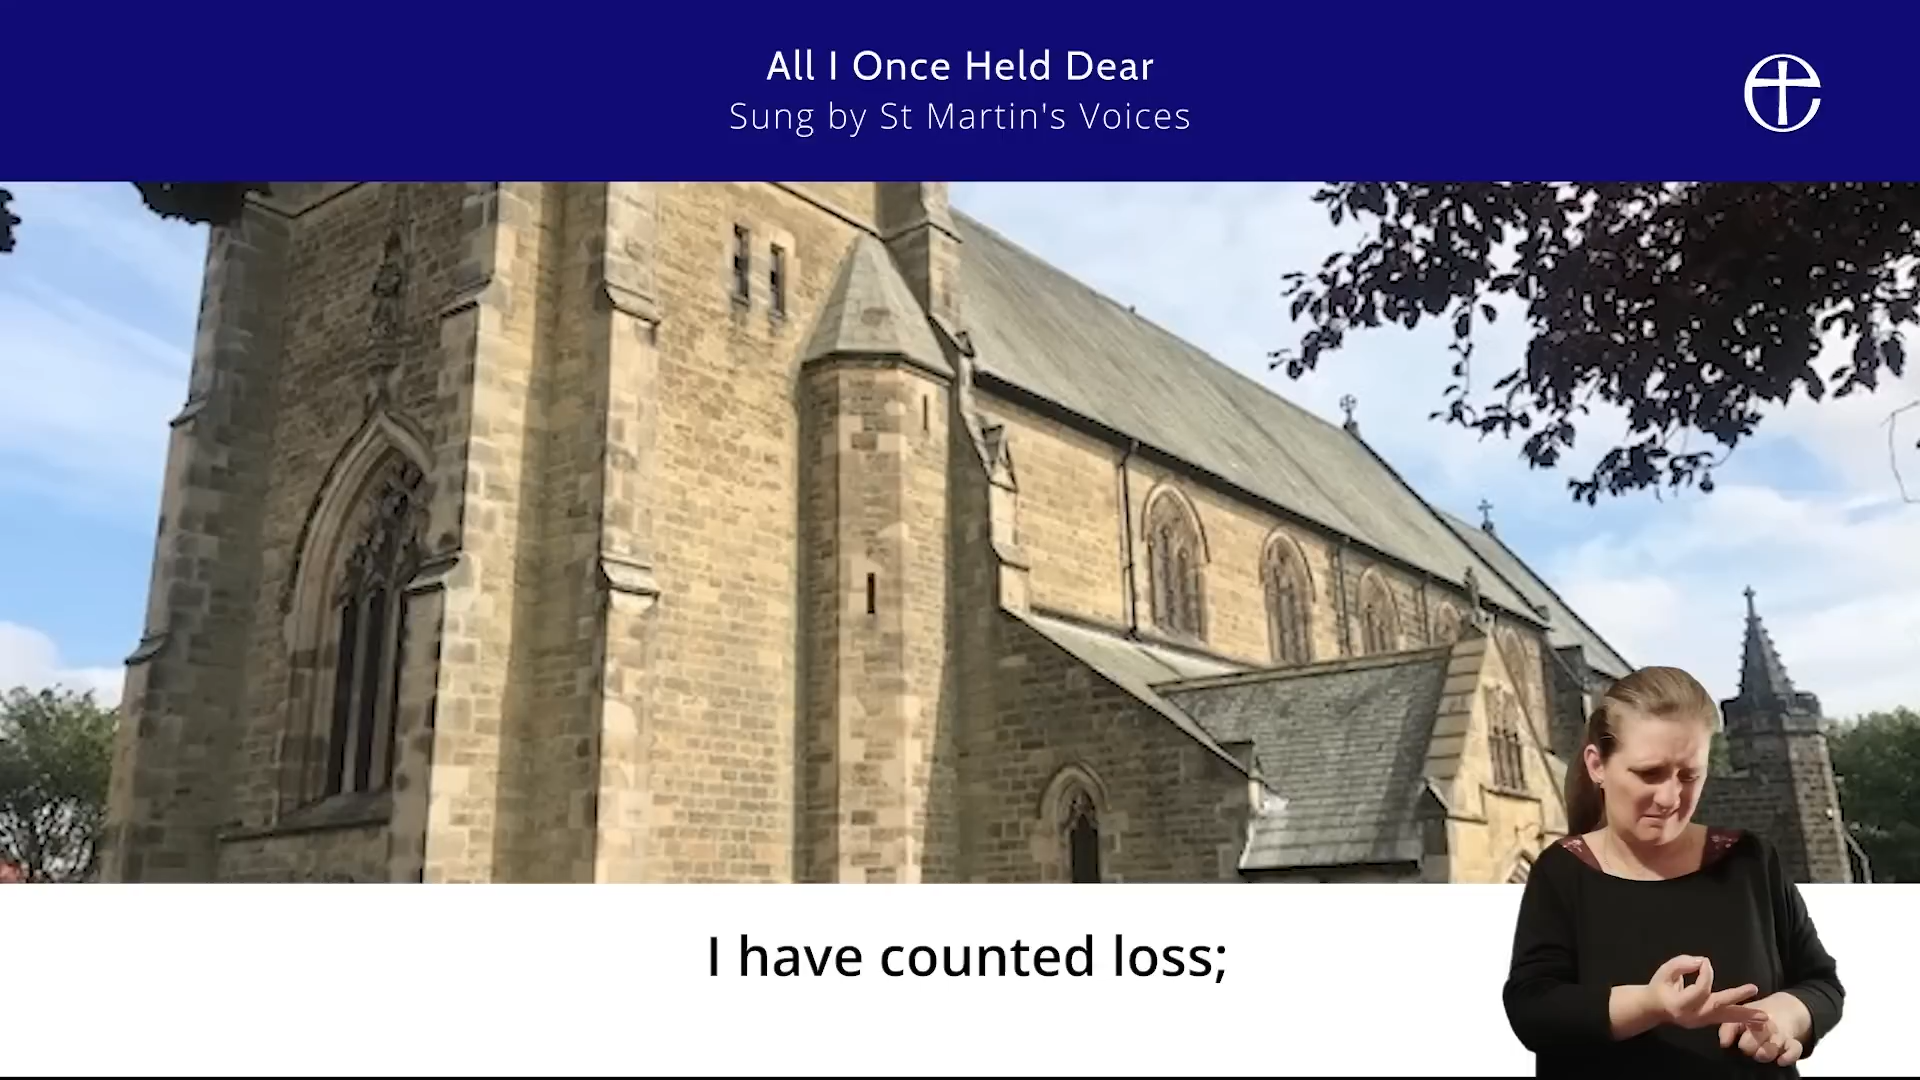 All I Once Held Dear
Sung by St Martin's Voices
I have counted loss;